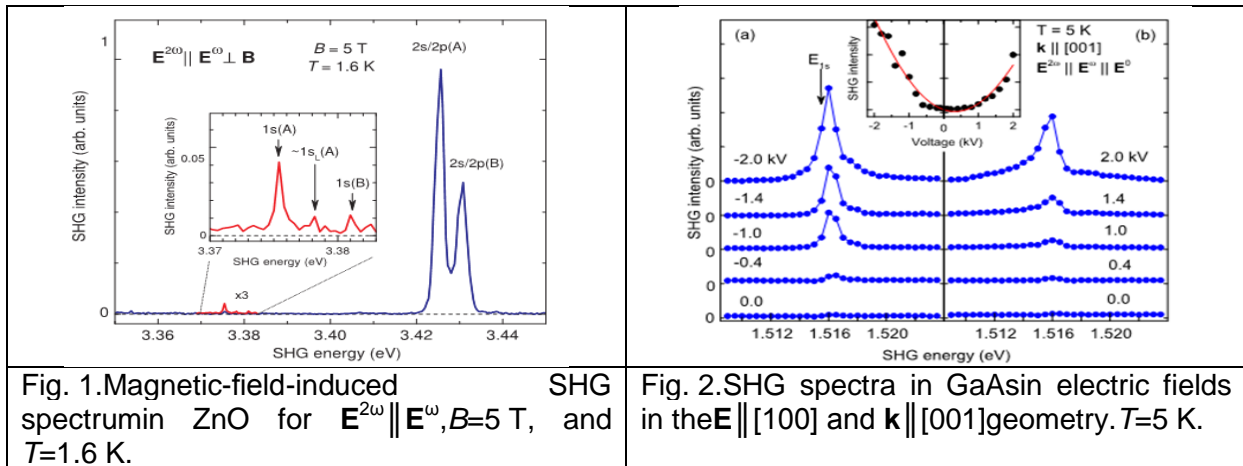 1
E²ω || Eω ⊥ B
B = 5 T
T = 1.6 K
2s/2p(A)
2s/2p(B)
1s(A)
~1sL(A)
1s(B)
0.05
0
3.37
3.38
SHG energy (eV)
SHG intensity (arb. units)
x3
0
3.36
3.38
3.40
3.42
3.44
SHG energy (eV)
SHG intensity (arb. units)
(a)
E1s
SHG intensity
-2
-1
0
1
2
Voltage (kV)
T = 5 K
k || [001]
E²ω || Eω || E⁰
(b)
-2.0 kV
2.0 kV
0
-1.4
1.4
0
-1.0
1.0
0
-0.4
0.4
0
0.0
0.0
0
1.512
1.516
1.520
1.512
1.516
1.520
SHG energy (eV)
SHG intensity (arb. units)
Fig. 1.Magnetic-field-induced SHG
spectrumin ZnO for E²ω || Eω,B=5 T, and
T=1.6 K.
Fig. 2.SHG spectra in GaAsin electric fields
in theE || [100] and k || [001]geometry.T=5 K.